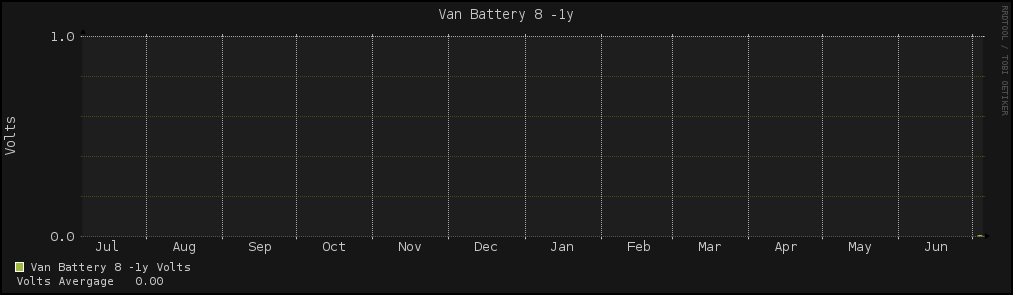 Van Battery 8 -1y
RRDTOOL / TOBI OETIKER
Volts
1.0
0.0
Jul Aug Sep Oct Nov Dec Jan Feb Mar Apr May Jun
Van Battery 8 -1y Volts
Volts Avergage 0.00